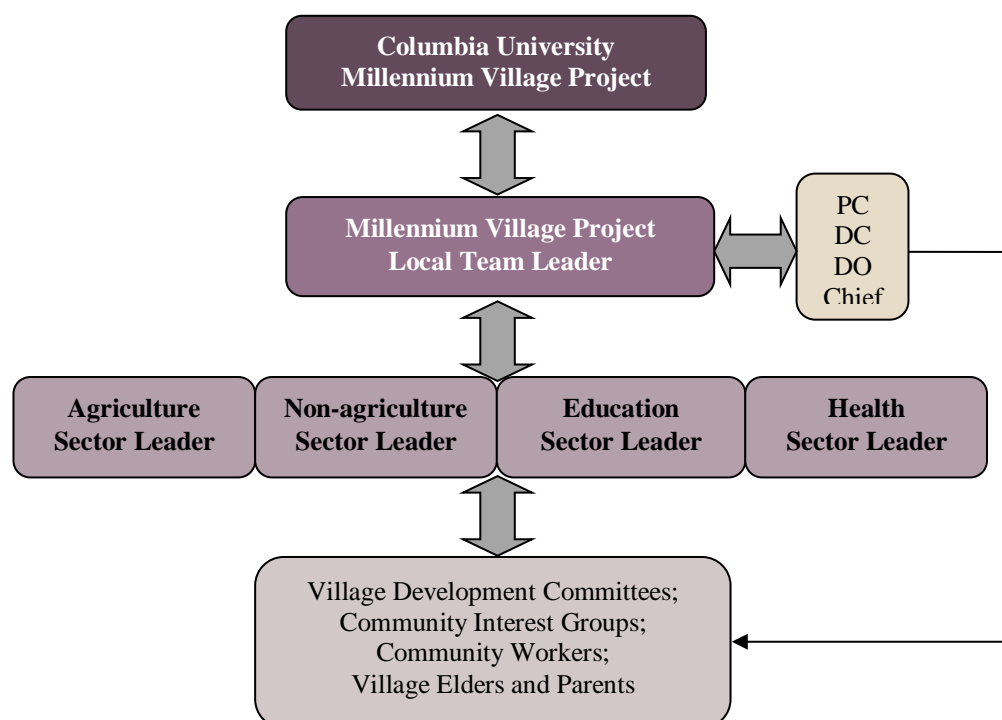 Columbia University
Millennium Village Project
Millennium Village Project
Local Team Leader
PC
DC
DO
Chief
Agriculture
Sector Leader
Non-agriculture
Sector Leader
Education
Sector Leader
Health
Sector Leader
Village Development Committees;
Community Interest Groups;
Community Workers;
Village Elders and Parents